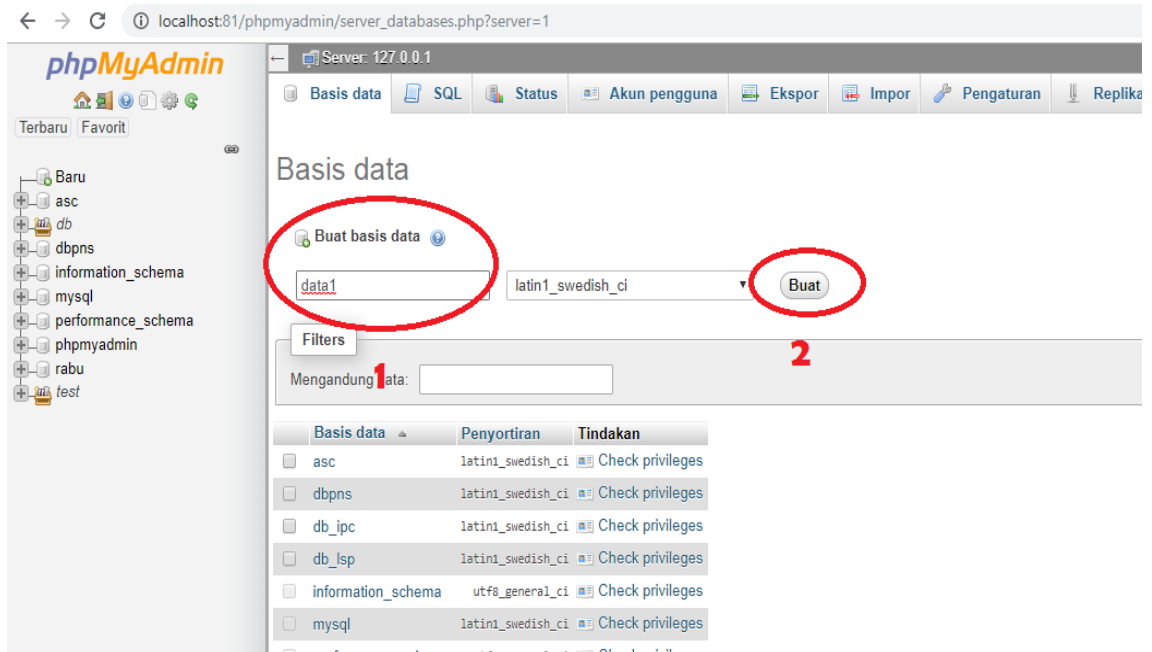 localhost:81/phpmyadmin/server_databases.php?server=1
phpMyAdmin
Terbaru Favorit
Baru
asc
db
dbpns
information_schema
mysql
performance_schema
phpmyadmin
rabu
test
Server: 127.0.0.1
Basis data SQL Status Akun pengguna Ekspor Impor Pengaturan Replika
Basis data
Buat basis data
data1 latin1_swedish_ci Buat
Filters
1 2
Mengandung ata:
Basis data Penyortiran Tindakan
asc latin1_swedish_ci Check privileges
dbpns latin1_swedish_ci Check privileges
db_ipc latin1_swedish_ci Check privileges
db_lsp latin1_swedish_ci Check privileges
information_schema utf8_general_ci Check privileges
mysql latin1_swedish_ci Check privileges